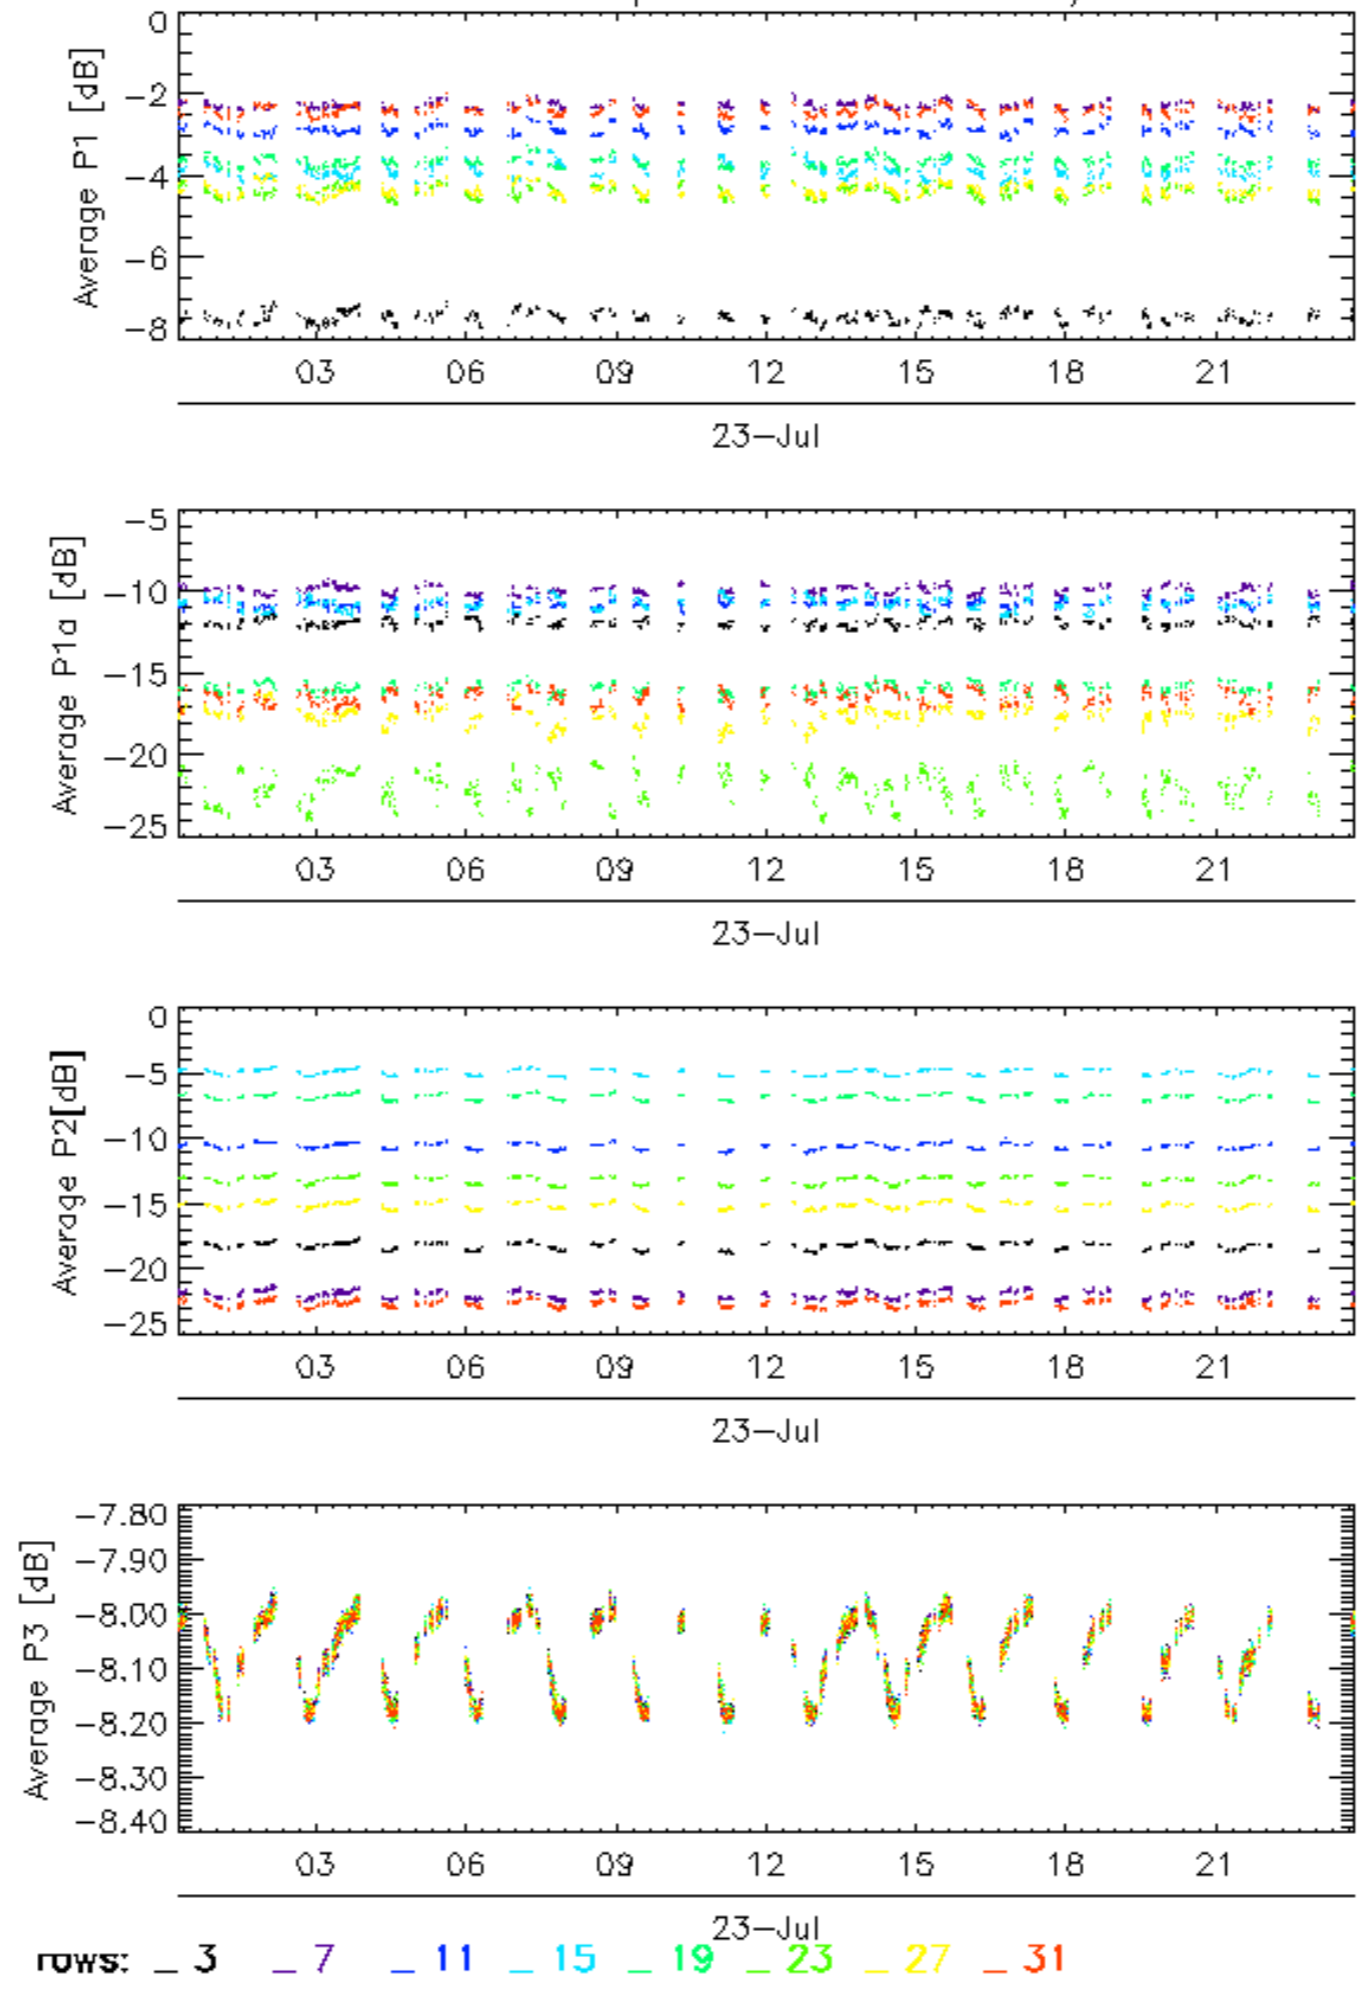 0
−2
−4
−6
−8
Average P1 [dB]
03 06 09 12 15 18 21
23−Jul
−5
−10
−15
−20
−25
Average P1a [dB]
03 06 09 12 15 18 21
23−Jul
0
−5
−10
−15
−20
−25
Average P2[dB]
03 06 09 12 15 18 21
23−Jul
−7.80
−7.90
−8.00
−8.10
−8.20
−8.30
−8.40
Average P3 [dB]
03 06 09 12 15 18 21
23−Jul
rows: _ 3 _ 7 _ 11 _ 15 _ 19 _ 23 _ 27 _ 31